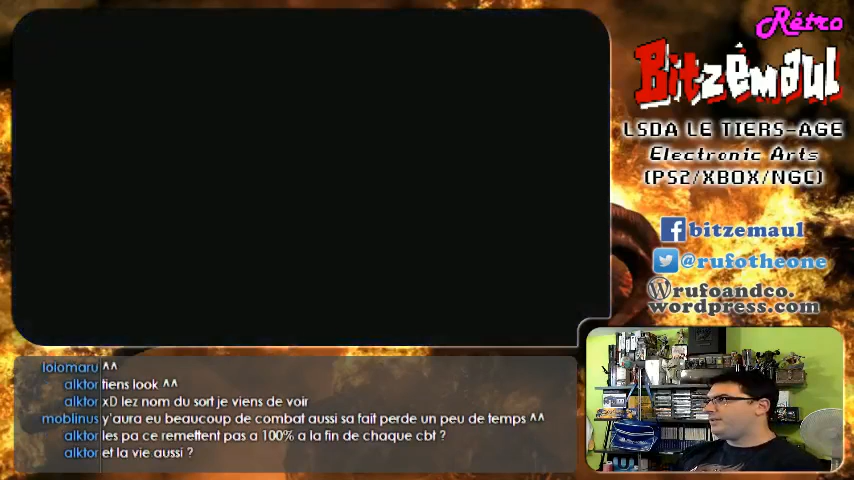 Rétro
Bitzemaul
LSDA LE TIERS-AGE
Electronic Arts
(PS2/XBOX/NGC)
bitzemaul
@rufotheone
rufoandco.
wordpress.com
loiomaru ^^
alktor tiens look ^^
alktor xD lez nom du sort je viens de voir
moblinus y'aura eu beaucoup de combat aussi sa fait perde un peu de temps ^^
alktor les pa ce remettent pas a 100% a la fin de chaque cbt ?
alktor et la vie aussi ?